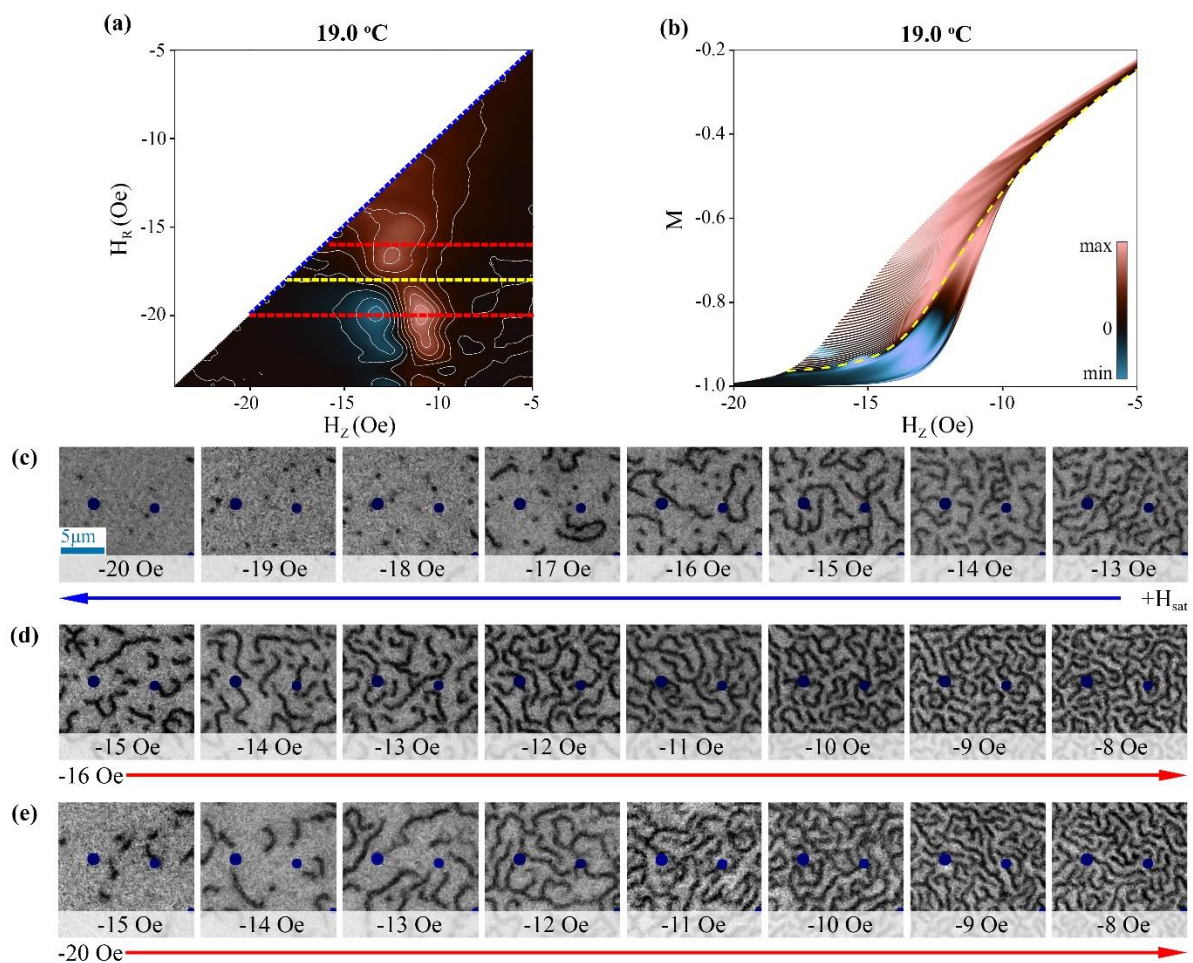 (a)
19.0 °C
-5
-10
-15
-20
H_R (Oe)
-20
-15
-10
-5
H_Z (Oe)
(b)
19.0 °C
-0.2
-0.4
-0.6
-0.8
-1.0
M
max
0
min
-20
-15
-10
-5
H_Z (Oe)
(c)
5µm
-20 Oe -19 Oe -18 Oe -17 Oe -16 Oe -15 Oe -14 Oe -13 Oe
+H_sat
(d)
-15 Oe -14 Oe -13 Oe -12 Oe -11 Oe -10 Oe -9 Oe -8 Oe
-16 Oe
(e)
-15 Oe -14 Oe -13 Oe -12 Oe -11 Oe -10 Oe -9 Oe -8 Oe
-20 Oe